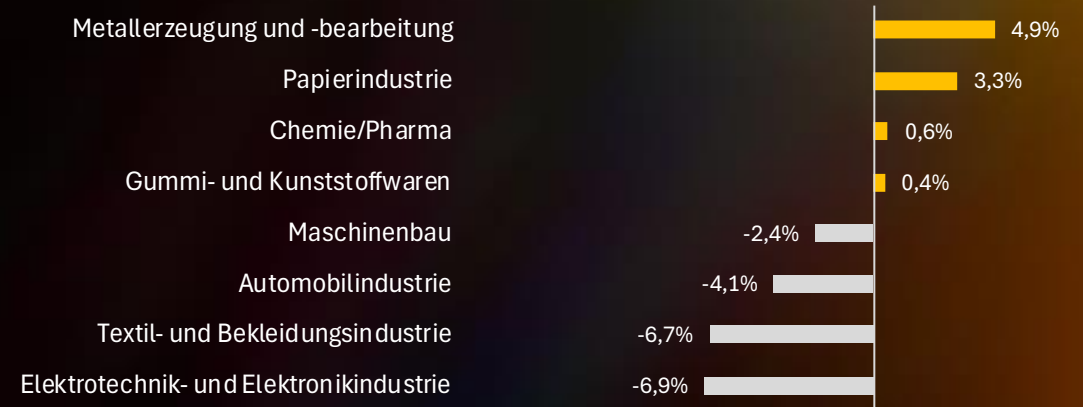 Metallerzeugung und -bearbeitung 4,9%
Papierindustrie 3,3%
Chemie/Pharma 0,6%
Gummi- und Kunststoffwaren 0,4%
Maschinenbau -2,4%
Automobilindustrie -4,1%
Textil- und Bekleidungsindustrie -6,7%
Elektrotechnik- und Elektronikindustrie -6,9%